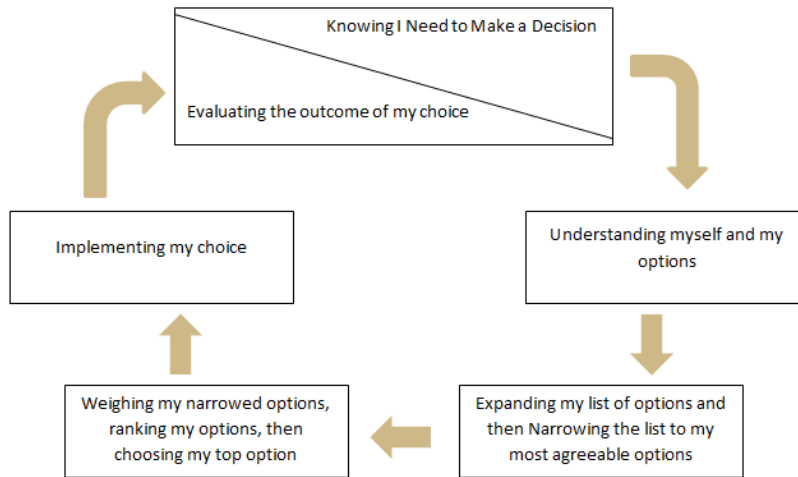 Knowing I Need to Make a Decision
Evaluating the outcome of my choice
Understanding myself and my
options
Expanding my list of options and
then Narrowing the list to my
most agreeable options
Weighing my narrowed options,
ranking my options, then
choosing my top option
Implementing my choice